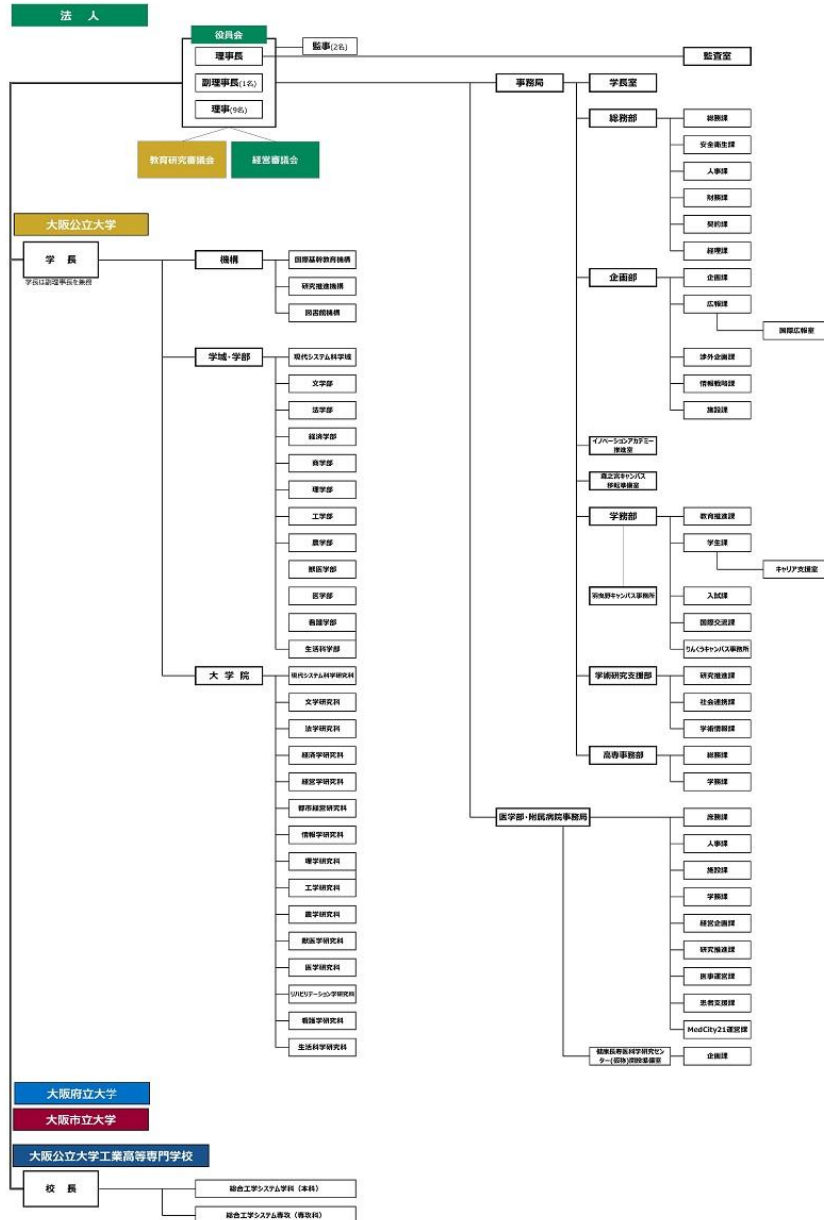 法 人
役員会
理事長
副理事長(1名)
理事(9名)
監事(2名)
監査室
教育研究審議会
経営審議会
事務局
学長室
総務部
総務課
安全衛生課
人事課
財務課
契約課
経理課
企画部
企画課
広報課
国際広報室
渉外企画課
情報戦略課
施設課
イノベーションアカデミー
推進室
森之宮キャンパス
移転準備室
学務部
教育推進課
学生課
キャリア支援室
羽曳野キャンパス事務所
入試課
国際交流課
りんくうキャンパス事務所
学術研究支援部
研究推進課
社会連携課
学術情報課
高専事務部
総務課
学務課
医学部・附属病院事務局
庶務課
人事課
施設課
学務課
経営企画課
研究推進課
医事運営課
患者支援課
MedCity21運営課
健康長寿医科学研究セン
ター(仮称)開設準備室
企画課
大阪公立大学
学 長
学長は副理事長を兼務
機構
国際基幹教育機構
研究推進機構
図書館機構
学域・学部
現代システム科学域
文学部
法学部
経済学部
商学部
理学部
工学部
農学部
獣医学部
医学部
看護学部
生活科学部
大 学 院
現代システム科学研究科
文学研究科
法学研究科
経済学研究科
経営学研究科
都市経営研究科
情報学研究科
理学研究科
工学研究科
農学研究科
獣医学研究科
医学研究科
リハビリテーション学研究科
看護学研究科
生活科学研究科
大阪府立大学
大阪市立大学
大阪公立大学工業高等専門学校
校 長
総合工学システム学科（本科）
総合工学システム専攻（専攻科）